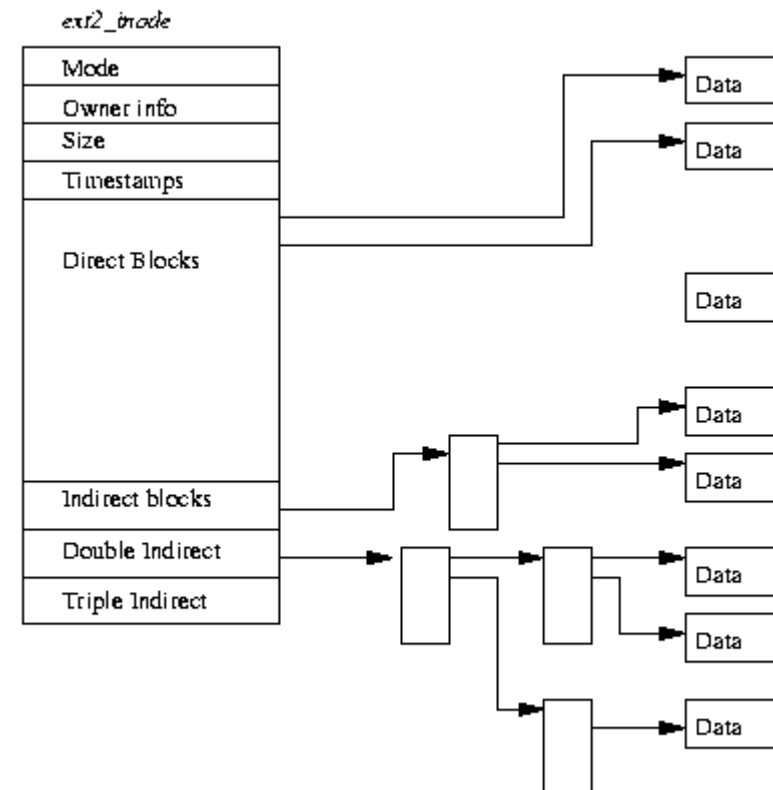 ext2_inode
Mode
Owner info
Size
Timestamps
Direct Blocks
Indirect blocks
Double Indirect
Triple Indirect
Data
Data
Data
Data
Data
Data
Data
Data